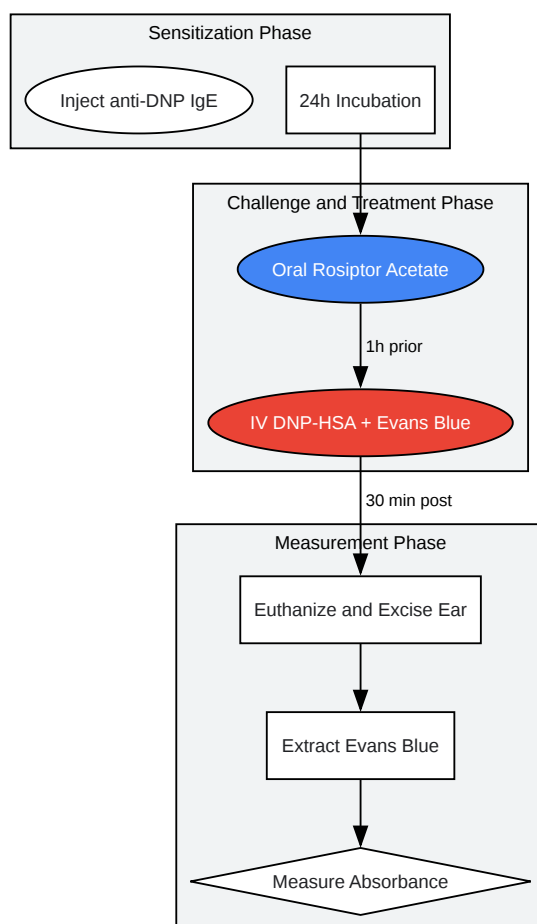 Sensitization Phase
Inject anti-DNP IgE
24h Incubation
Challenge and Treatment Phase
Oral Rosiptor Acetate
1h prior
IV DNP-HSA + Evans Blue
30 min post
Measurement Phase
Euthanize and Excise Ear
Extract Evans Blue
Measure Absorbance